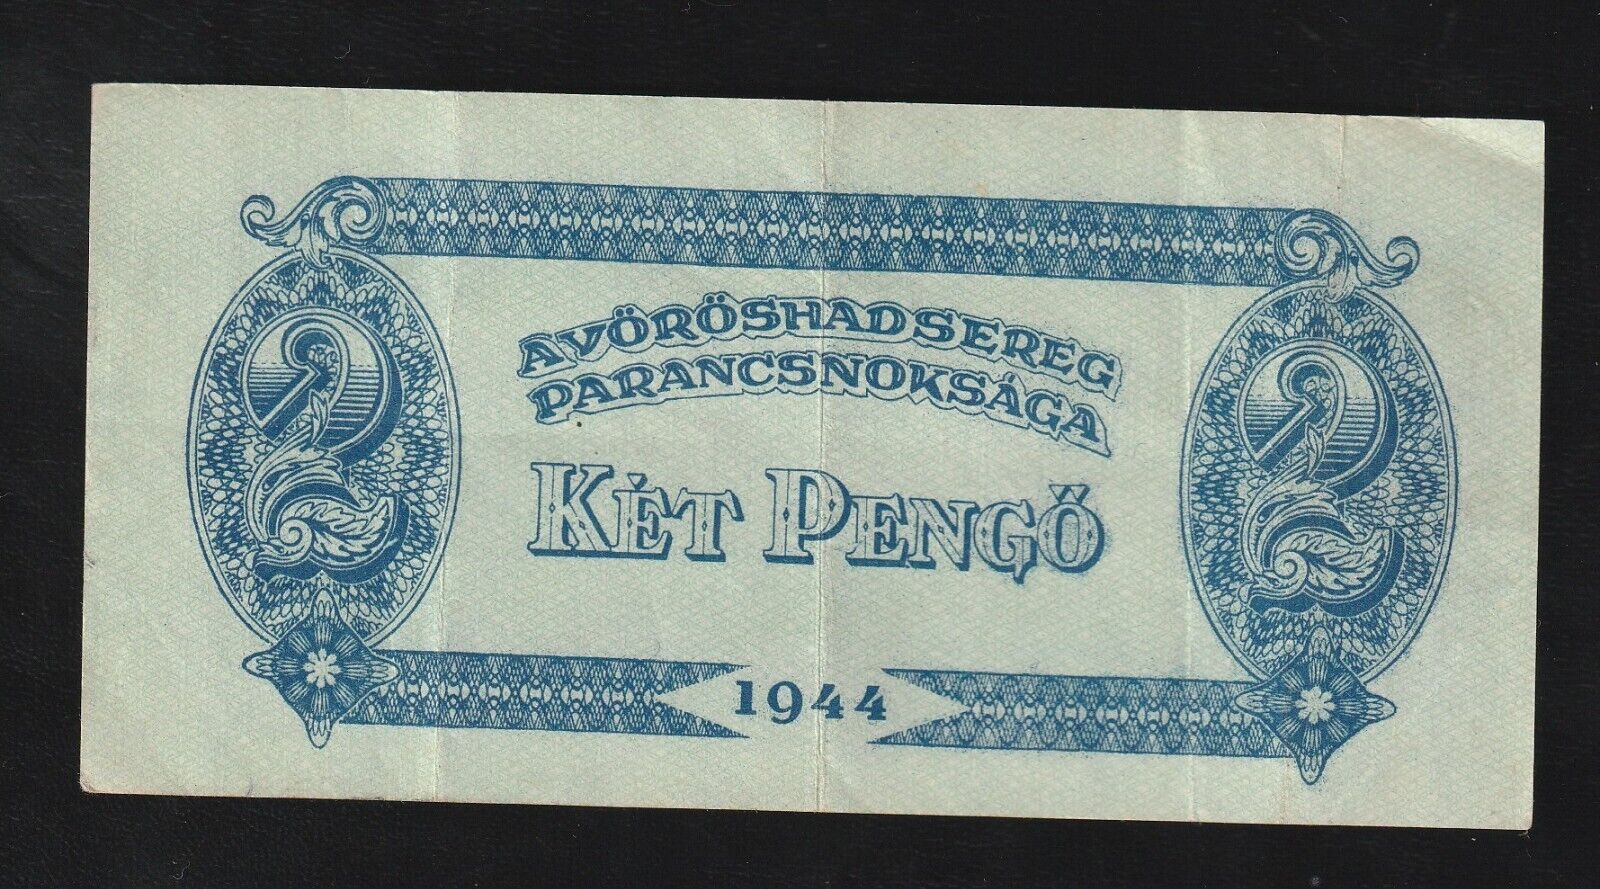 A VÖRÖSHADSEREG
PARANCSNOKSÁGA
2
KÉT PENGŐ
2
1944